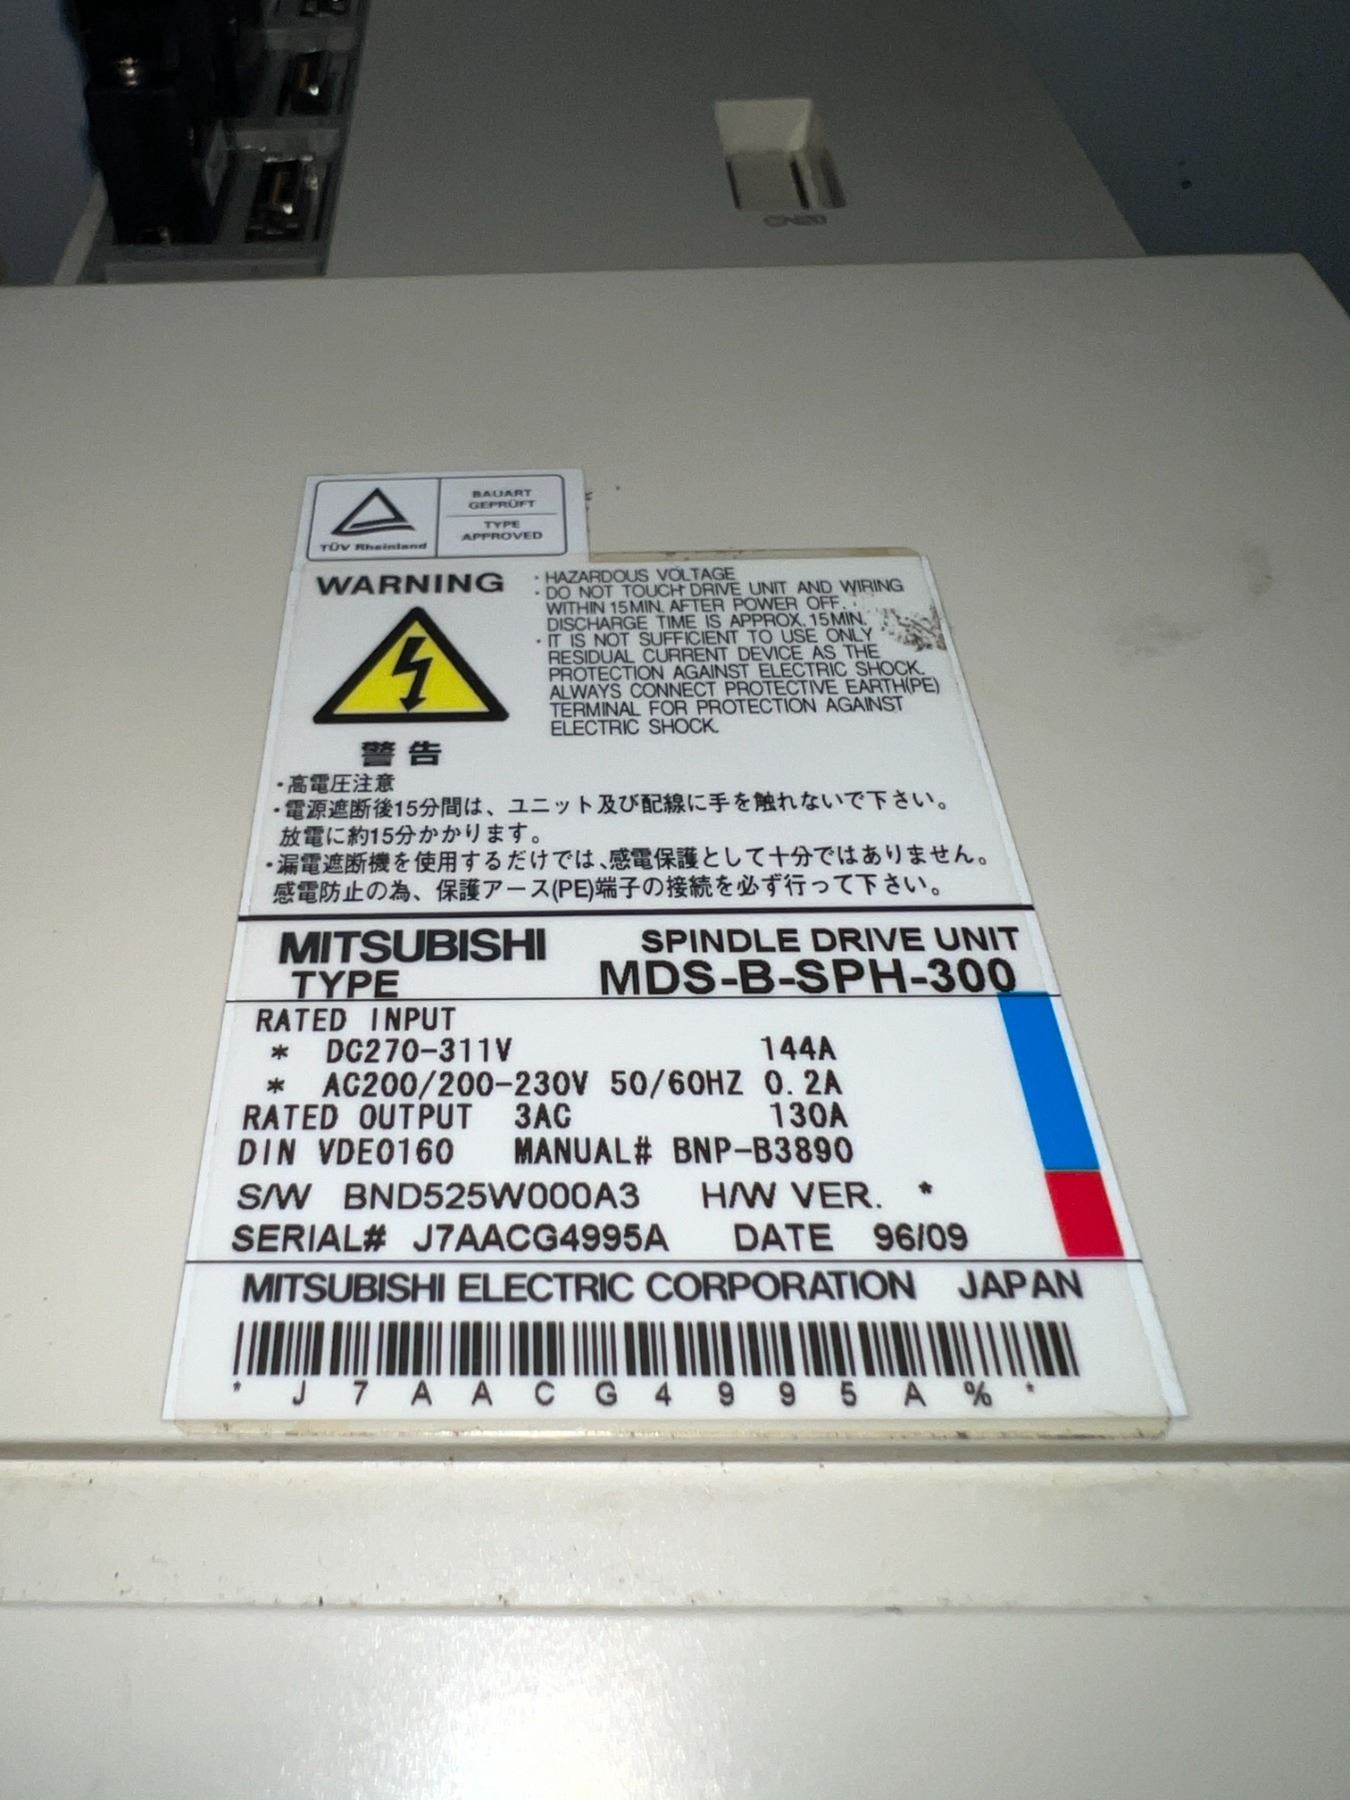 CN20
TÜV Rheinland
BAUART
GEPRÜFT
TYPE
APPROVED
WARNING
・HAZARDOUS VOLTAGE
・DO NOT TOUCH DRIVE UNIT AND WIRING
WITHIN 15MIN. AFTER POWER OFF.
DISCHARGE TIME IS APPROX. 15MIN.
・IT IS NOT SUFFICIENT TO USE ONLY
RESIDUAL CURRENT DEVICE AS THE
PROTECTION AGAINST ELECTRIC SHOCK.
ALWAYS CONNECT PROTECTIVE EARTH(PE)
TERMINAL FOR PROTECTION AGAINST
ELECTRIC SHOCK.
警告
・高電圧注意
・電源遮断後15分間は、ユニット及び配線に手を触れないで下さい。
放電に約15分かかります。
・漏電遮断機を使用するだけでは、感電保護として十分ではありません。
感電防止の為、保護アース(PE)端子の接続を必ず行って下さい。
MITSUBISHI SPINDLE DRIVE UNIT
TYPE MDS-B-SPH-300
RATED INPUT
* DC270-311V 144A
* AC200/200-230V 50/60HZ 0.2A
RATED OUTPUT 3AC 130A
DIN VDE0160 MANUAL# BNP-B3890
S/W BND525W000A3 H/W VER. *
SERIAL# J7AACG4995A DATE 96/09
MITSUBISHI ELECTRIC CORPORATION JAPAN
* J 7 A A C G 4 9 9 5 A % *